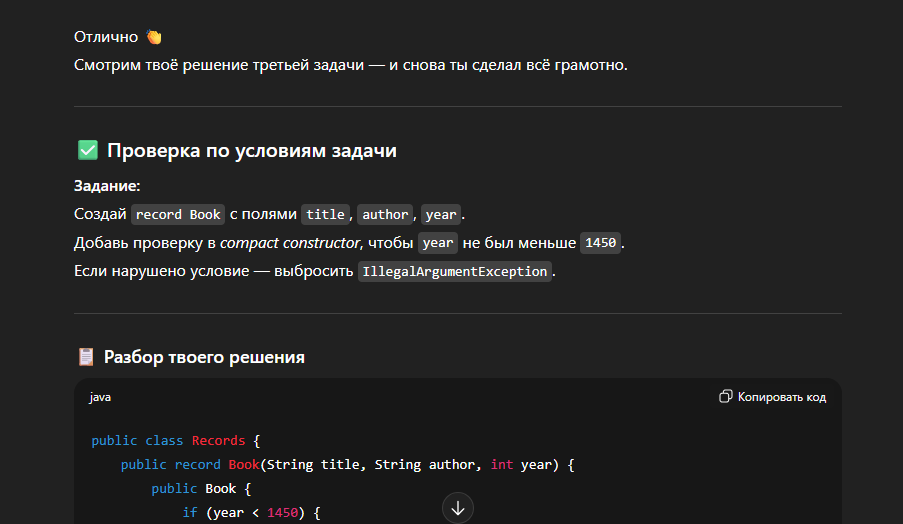 Отлично 👏
Смотрим твоё решение третьей задачи — и снова ты сделал всё грамотно.
✅ Проверка по условиям задачи
Задание:
Создай record Book с полями title, author, year.
Добавь проверку в compact constructor, чтобы year не был меньше 1450.
Если нарушено условие — выбросить IllegalArgumentException.
📋 Разбор твоего решения
java
Копировать код
public class Records {
    public record Book(String title, String author, int year) {
        public Book {
            if (year < 1450) {